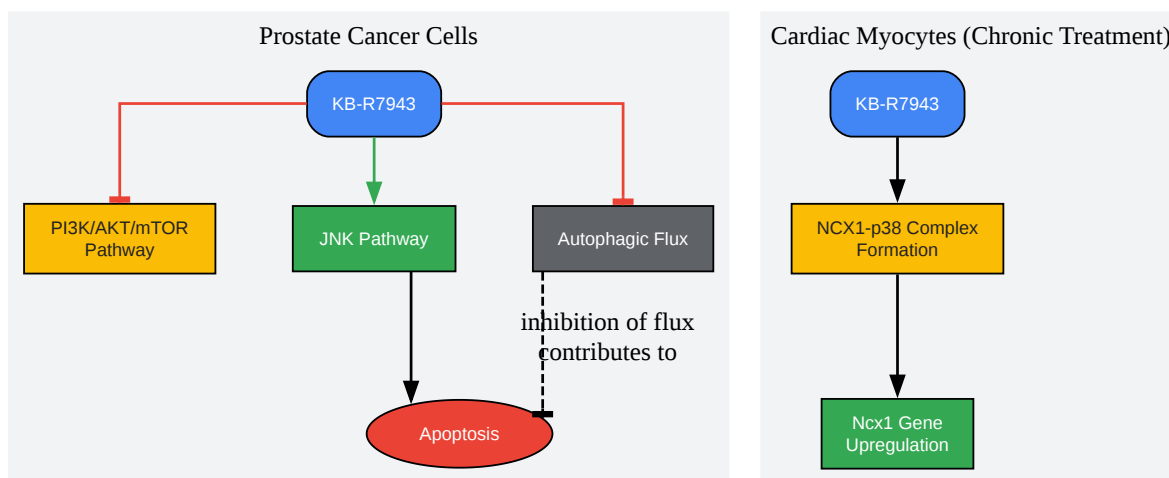 Prostate Cancer Cells
KB-R7943
PI3K/AKT/mTOR
Pathway
JNK Pathway
Autophagic Flux
inhibition of flux
contributes to
Apoptosis
Cardiac Myocytes (Chronic Treatment)
KB-R7943
NCX1-p38 Complex
Formation
Ncx1 Gene
Upregulation